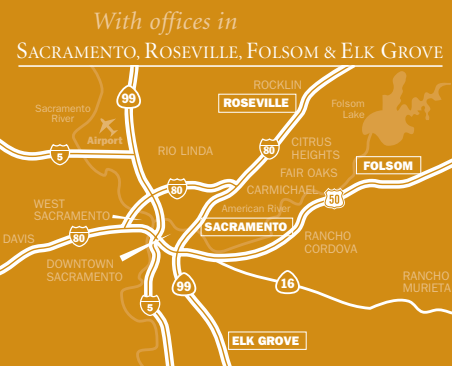 With offices in
SACRAMENTO, ROSEVILLE, FOLSOM & ELK GROVE
ROCKLIN
99
ROSEVILLE
Folsom
Lake
Sacramento
River
Airport
5
RIO LINDA
80
CITRUS
HEIGHTS
FOLSOM
FAIR OAKS
80
CARMICHAEL
50
WEST
SACRAMENTO
American River
SACRAMENTO
DAVIS
80
RANCHO
CORDOVA
DOWNTOWN
SACRAMENTO
RANCHO
MURIETA
99
16
5
ELK GROVE